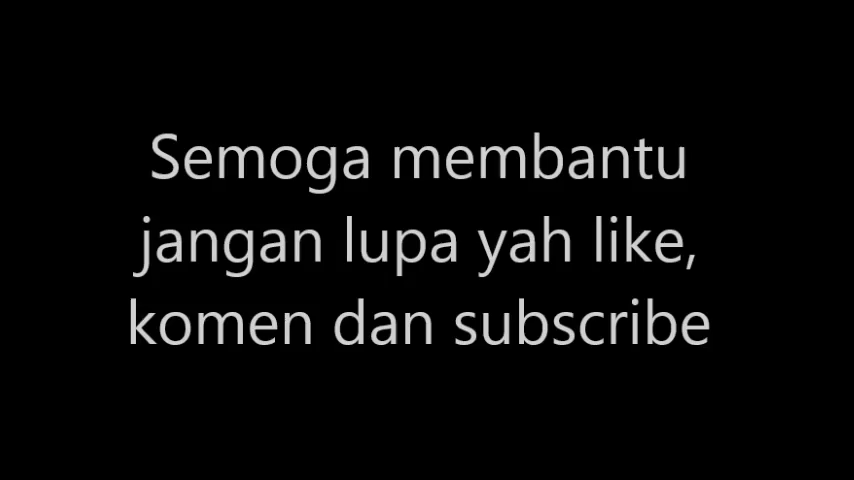 Semoga membantu
jangan lupa yah like,
komen dan subscribe